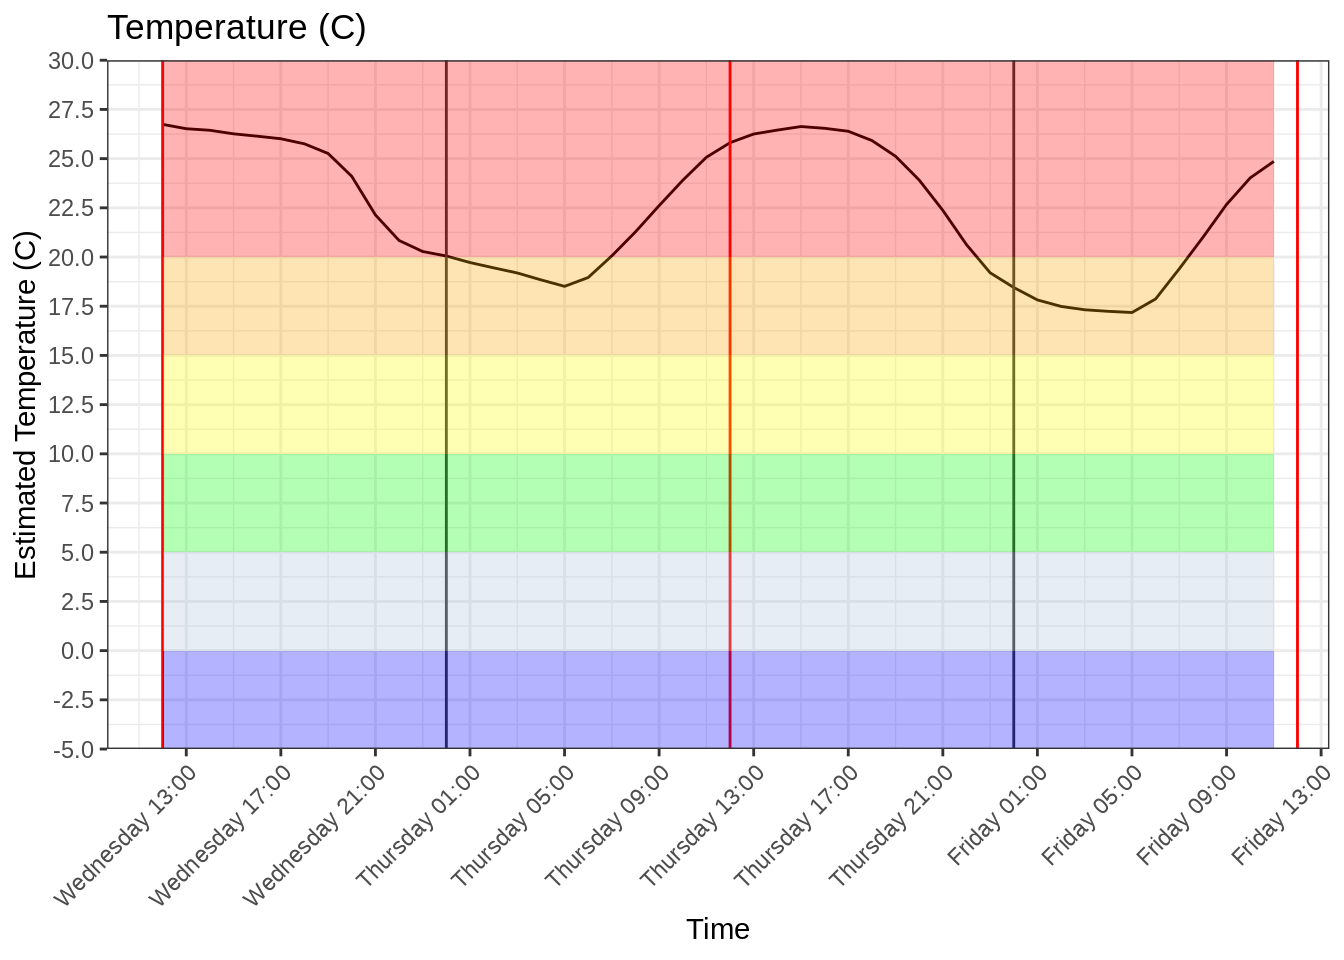 Temperature (C)
Estimated Temperature (C)
30.0
27.5
25.0
22.5
20.0
17.5
15.0
12.5
10.0
7.5
5.0
2.5
0.0
-2.5
-5.0
Wednesday 13:00
Wednesday 17:00
Wednesday 21:00
Thursday 01:00
Thursday 05:00
Thursday 09:00
Thursday 13:00
Thursday 17:00
Thursday 21:00
Friday 01:00
Friday 05:00
Friday 09:00
Friday 13:00
Time